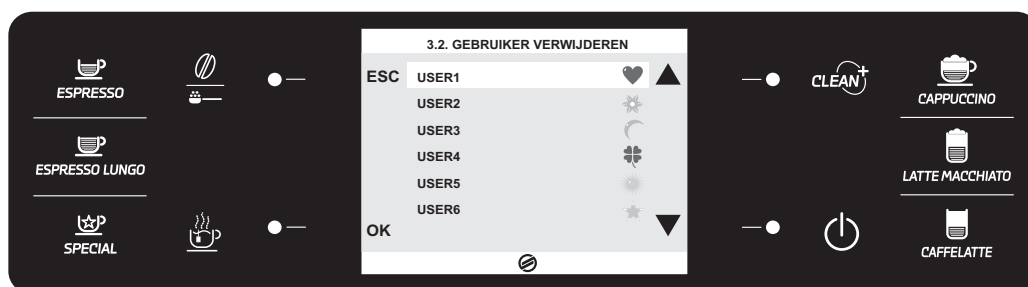 3.2. GEBRUIKER VERWIJDEREN
ESC
USER1
USER2
USER3
USER4
USER5
USER6
OK
ESPRESSO
ESPRESSO LUNGO
SPECIAL
CLEAN+
CAPPUCCINO
LATTE MACCHIATO
CAFFELATTE